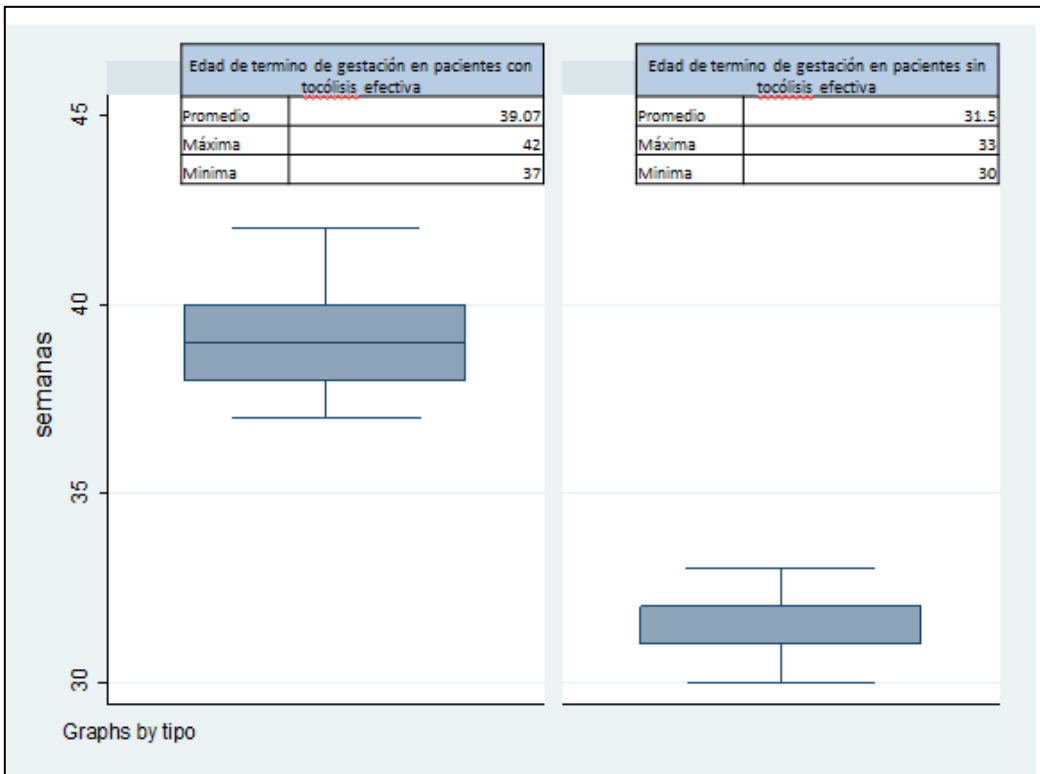 Edad de termino de gestación en pacientes con
tocólisis efectiva
Promedio 39.07
Máxima 42
Minima 37
Edad de termino de gestación en pacientes sin
tocólisis efectiva
Promedio 31.5
Máxima 33
Minima 30
45
40
35
30
semanas
Graphs by tipo